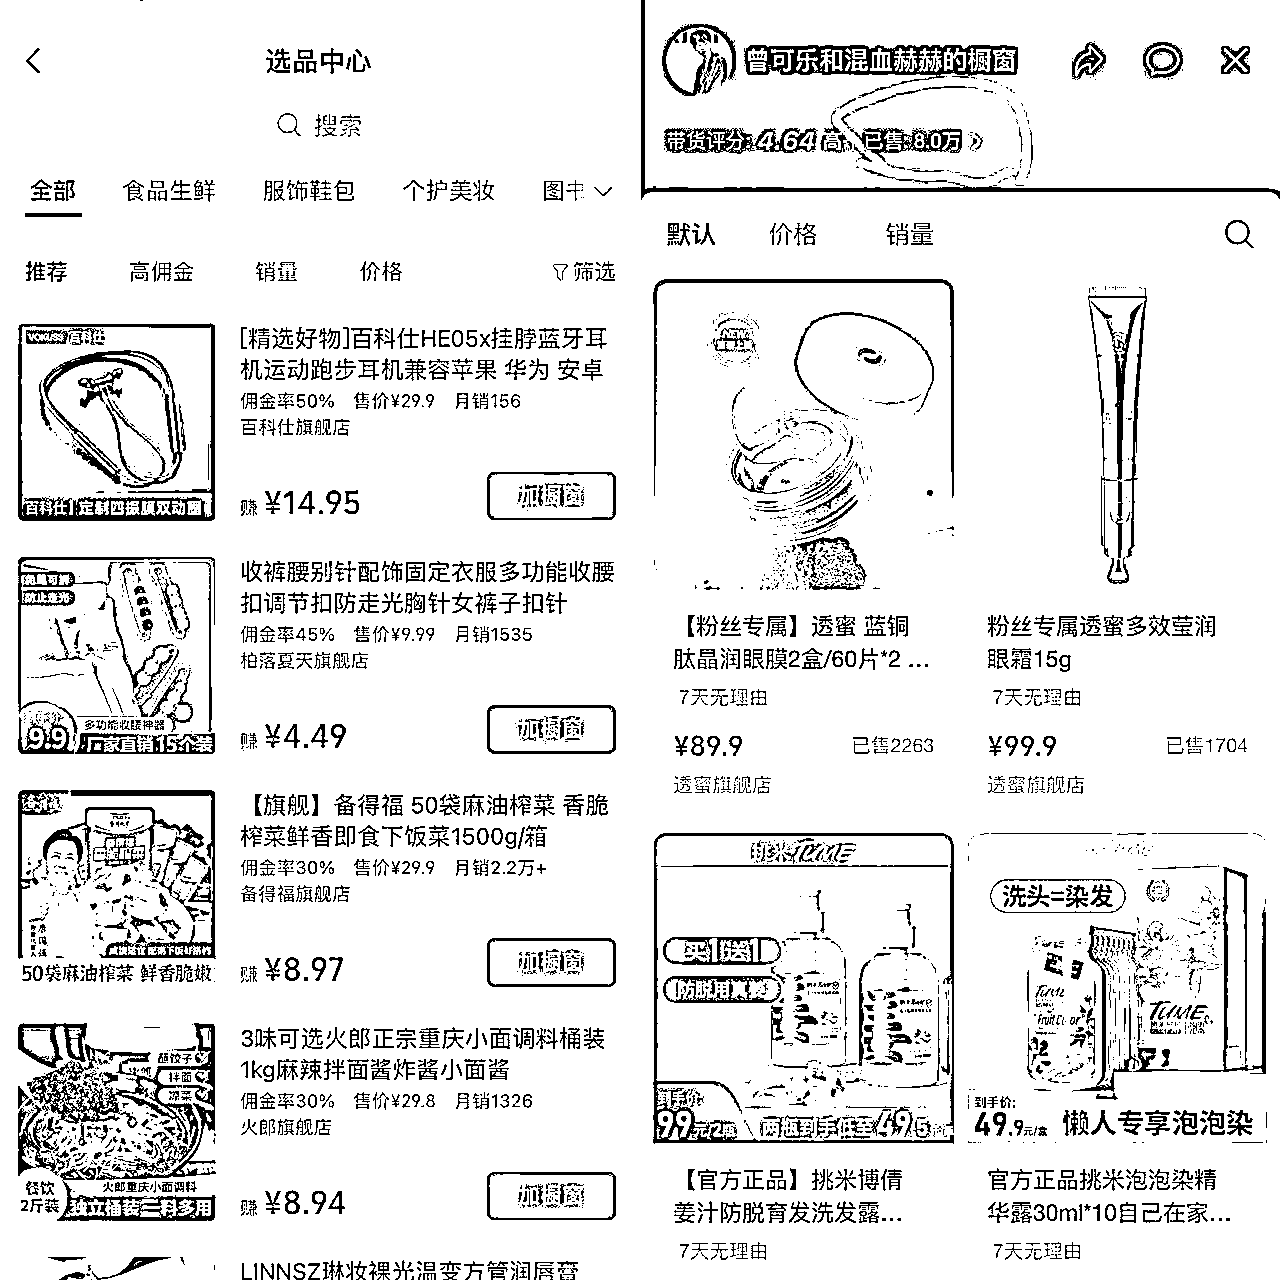 选品中心
搜索
全部 食品生鲜 服饰鞋包 个护美妆 图书
推荐 高佣金 销量 价格 筛选
百科仕
百科仕 定制四振膜双动圈
[精选好物]百科仕HE05x挂脖蓝牙耳
机运动跑步耳机兼容苹果 华为 安卓
佣金率50% 售价¥29.9 月销156
百科仕旗舰店
赚 ¥14.95 加橱窗
多功能收腰神器
9.9 厂家直销 15个装
收裤腰别针配饰固定衣服多功能收腰
扣调节扣防走光胸针女裤子扣针
佣金率45% 售价¥9.99 月销1535
柏落夏天旗舰店
赚 ¥4.49 加橱窗
50袋麻油榨菜 鲜香脆嫩
【旗舰】备得福 50袋麻油榨菜 香脆
榨菜鲜香即食下饭菜1500g/箱
佣金率30% 售价¥29.9 月销2.2万+
备得福旗舰店
赚 ¥8.97 加橱窗
蘸饺子
拌面
凉菜
餐饮
2斤装
火郎重庆小面调料
独立桶装一料多用
3味可选火郎正宗重庆小面调料桶装
1kg麻辣拌面酱炸酱小面酱
佣金率30% 售价¥29.8 月销1326
火郎旗舰店
赚 ¥8.94 加橱窗
LINNSZ琳妆裸光温变方管润唇膏
曾可乐和混血赫赫的橱窗
带货评分 4.64 高 已售 8.0万
默认 价格 销量
NEW
【粉丝专属】透蜜 蓝铜
肽晶润眼膜2盒/60片*2 ...
7天无理由
¥89.9 已售2263
透蜜旗舰店
粉丝专属透蜜多效莹润
眼霜15g
7天无理由
¥99.9 已售1704
透蜜旗舰店
挑米TUME
买1送1
防脱用真姜
到手价:
99元/2瓶 两瓶到手低至49.5元/瓶
【官方正品】挑米博倩
姜汁防脱育发洗发露...
7天无理由
洗头=染发
TUME
TUME
到手价:
49.9元/盒 懒人专享泡泡染
官方正品挑米泡泡染精
华露30ml*10自己在家...
7天无理由